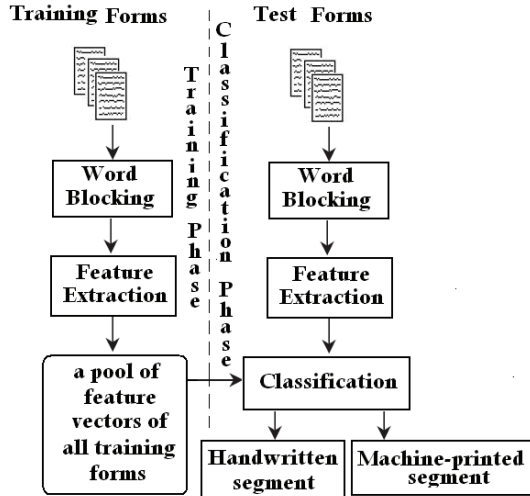 Training Forms
Word
Blocking
Feature
Extraction
a pool of
feature
vectors of
all training
forms
Training Phase
Classification Phase
Test Forms
Word
Blocking
Feature
Extraction
Classification
Handwritten
segment
Machine-printed
segment